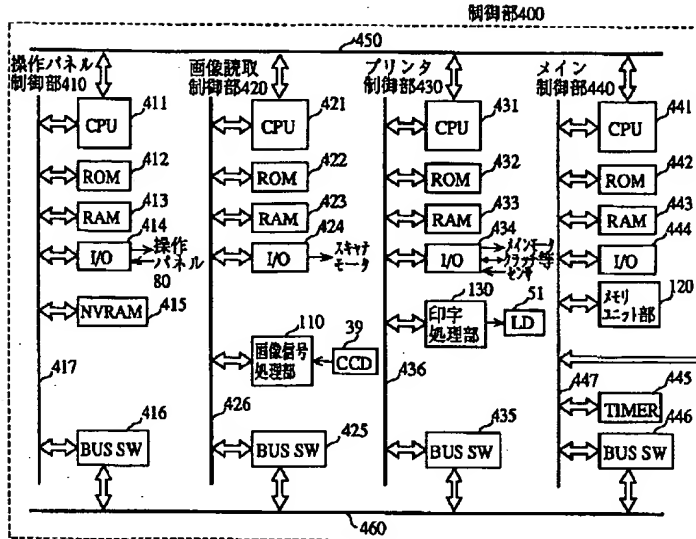 制御部400
450
操作パネル
制御部410
画像読取
制御部420
プリンタ
制御部430
メイン
制御部440
411
CPU
421
CPU
431
CPU
441
CPU
412
ROM
422
ROM
432
ROM
442
ROM
413
RAM
423
RAM
433
RAM
443
RAM
414
I/O
操作
パネル
80
424
I/O
スキャナ
モータ
434
I/O
メインモータ
クラッチ等
センサ
444
I/O
415
NVRAM
130
印字
処理部
51
LD
120
メモリ
ユニット部
110
画像信号
処理部
39
CCD
417
426
436
447
445
TIMER
416
BUS SW
425
BUS SW
435
BUS SW
446
BUS SW
460